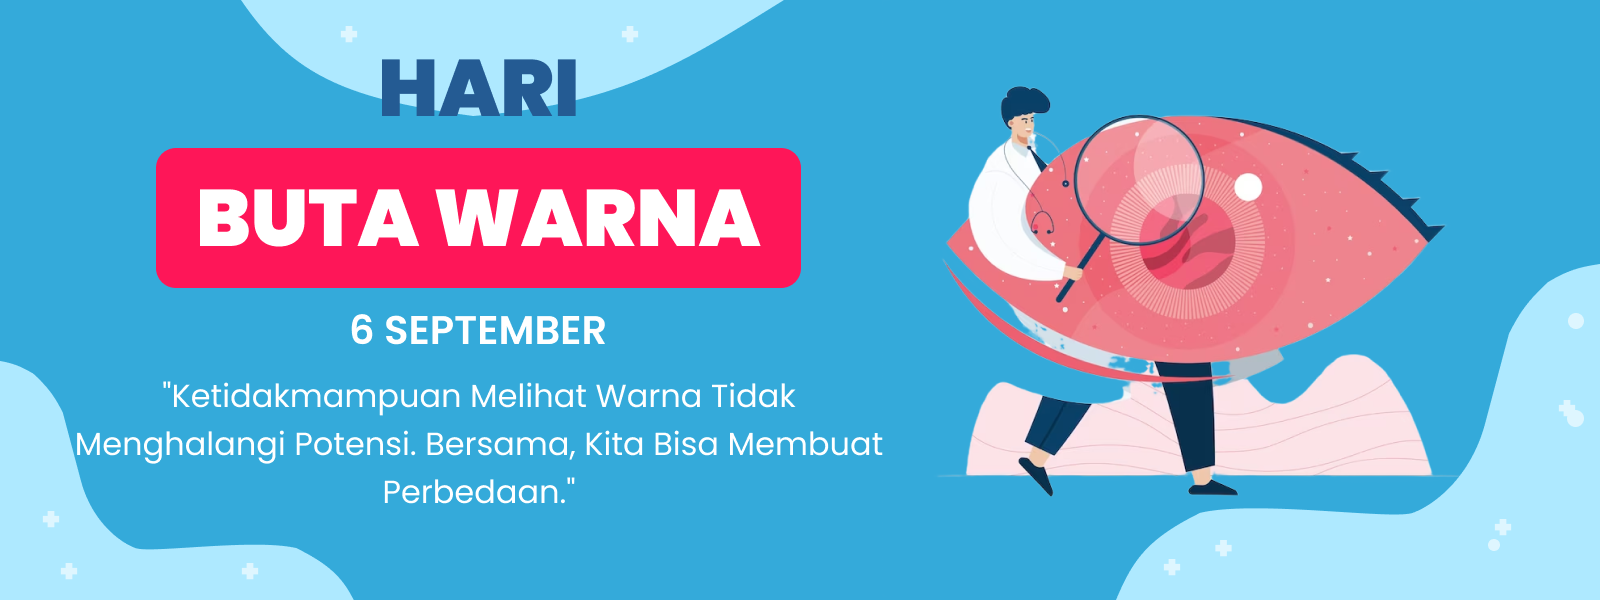 HARI
BUTA WARNA
6 SEPTEMBER
"Ketidakmampuan Melihat Warna Tidak
Menghalangi Potensi. Bersama, Kita Bisa Membuat
Perbedaan."